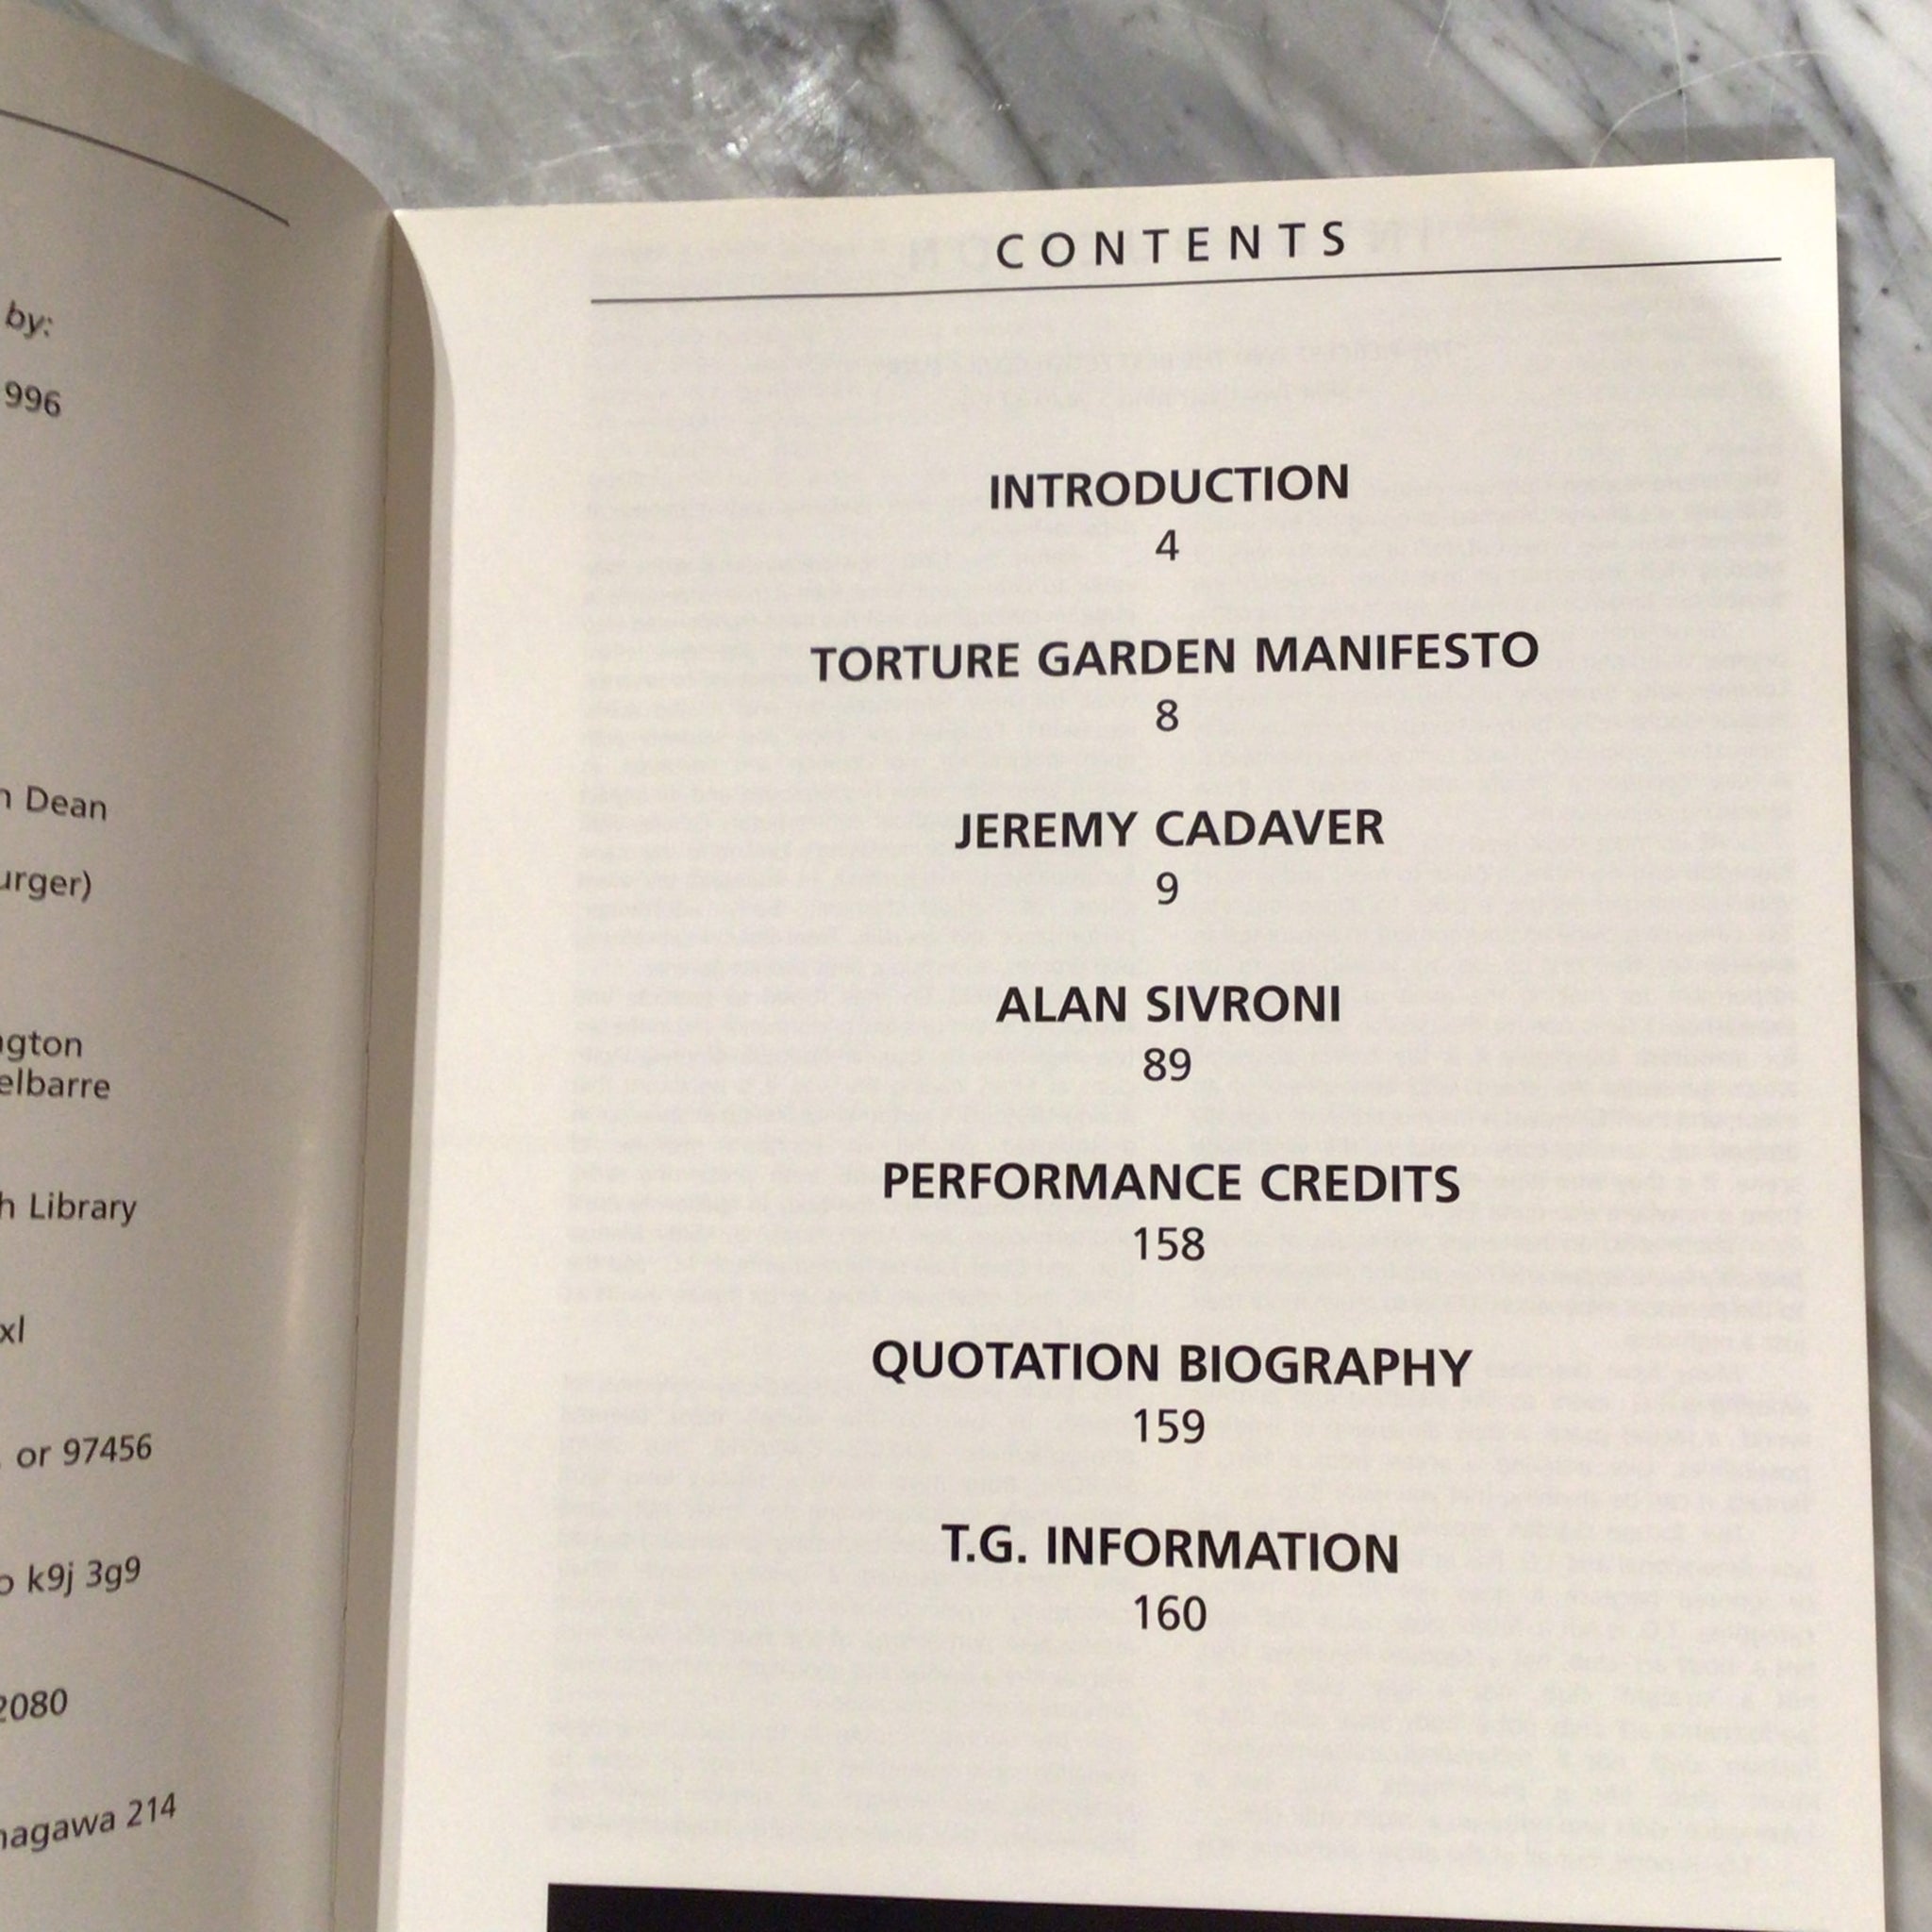 by:
996
Dean
urger)
gton
elbarre
h Library
xl
or 97456
k9j 3g9
2080
nagawa 214
CONTENTS
INTRODUCTION
4
TORTURE GARDEN MANIFESTO
8
JEREMY CADAVER
9
ALAN SIVRONI
89
PERFORMANCE CREDITS
158
QUOTATION BIOGRAPHY
159
T.G. INFORMATION
160